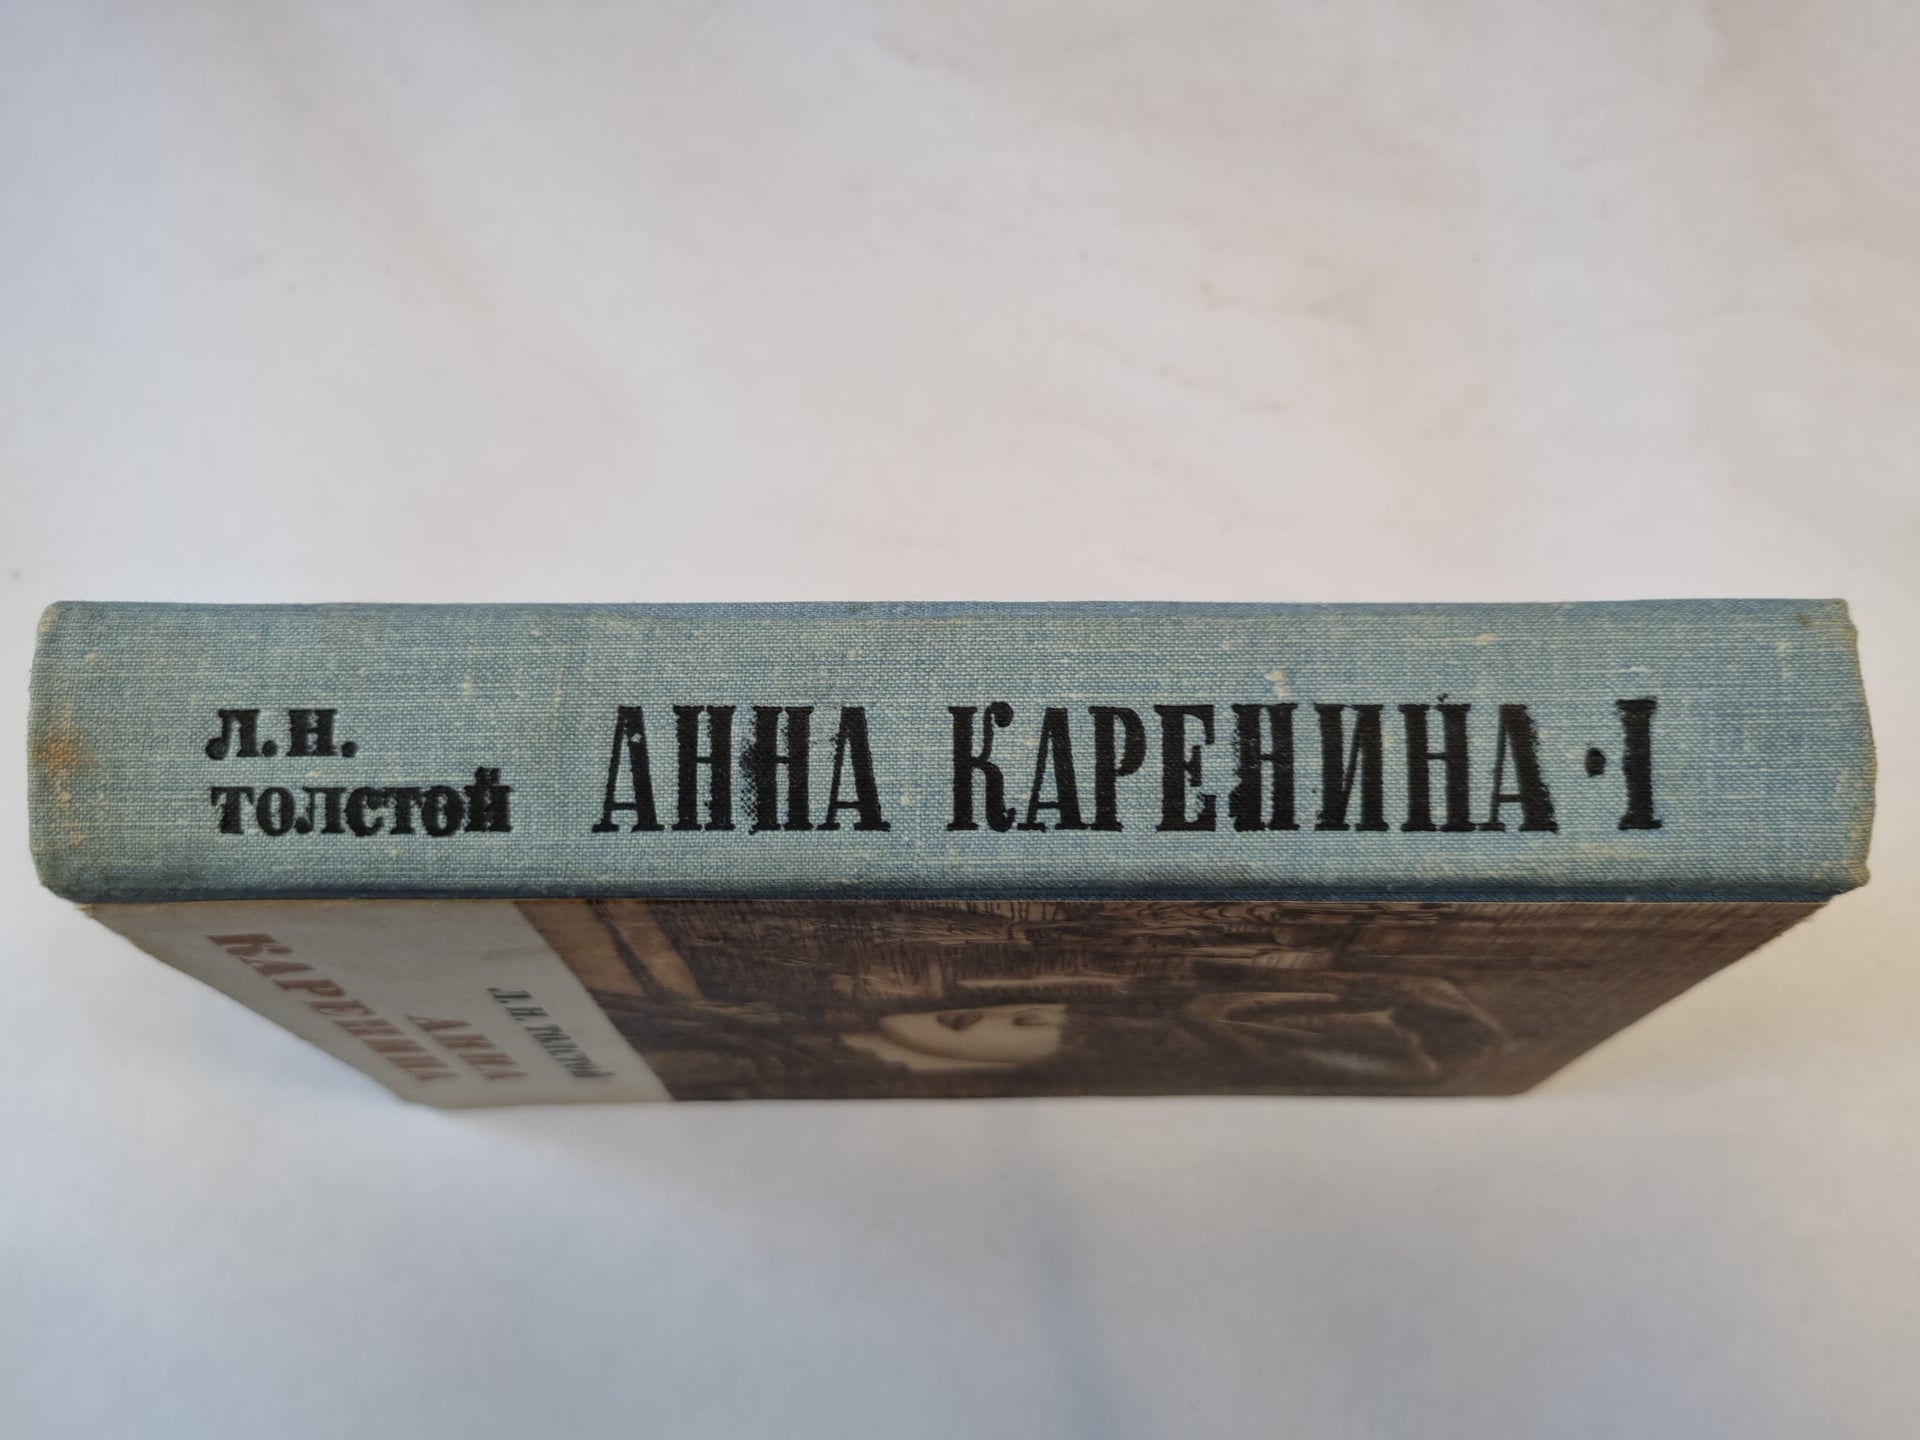 Л.Н.
ТОЛСТОЙ
АННА КАРЕНИНА · I
Л. Н. ТОЛСТОЙ
АННА
КАРЕНИНА